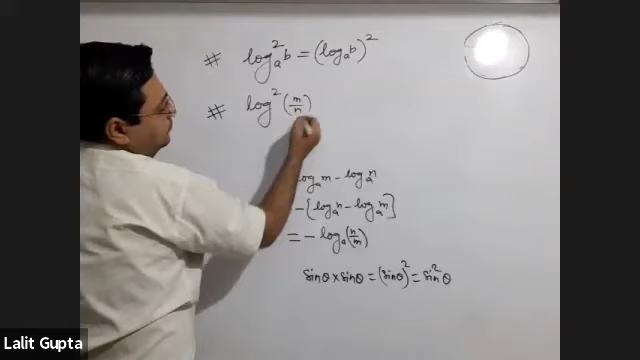 # log²ₐb = (logₐb)²
# log²(m/n)
logₐm - logₐn
-{logₐn - logₐm}
= - logₐ(n/m)
sinθ x sinθ = (sinθ)² = sin²θ
Lalit Gupta